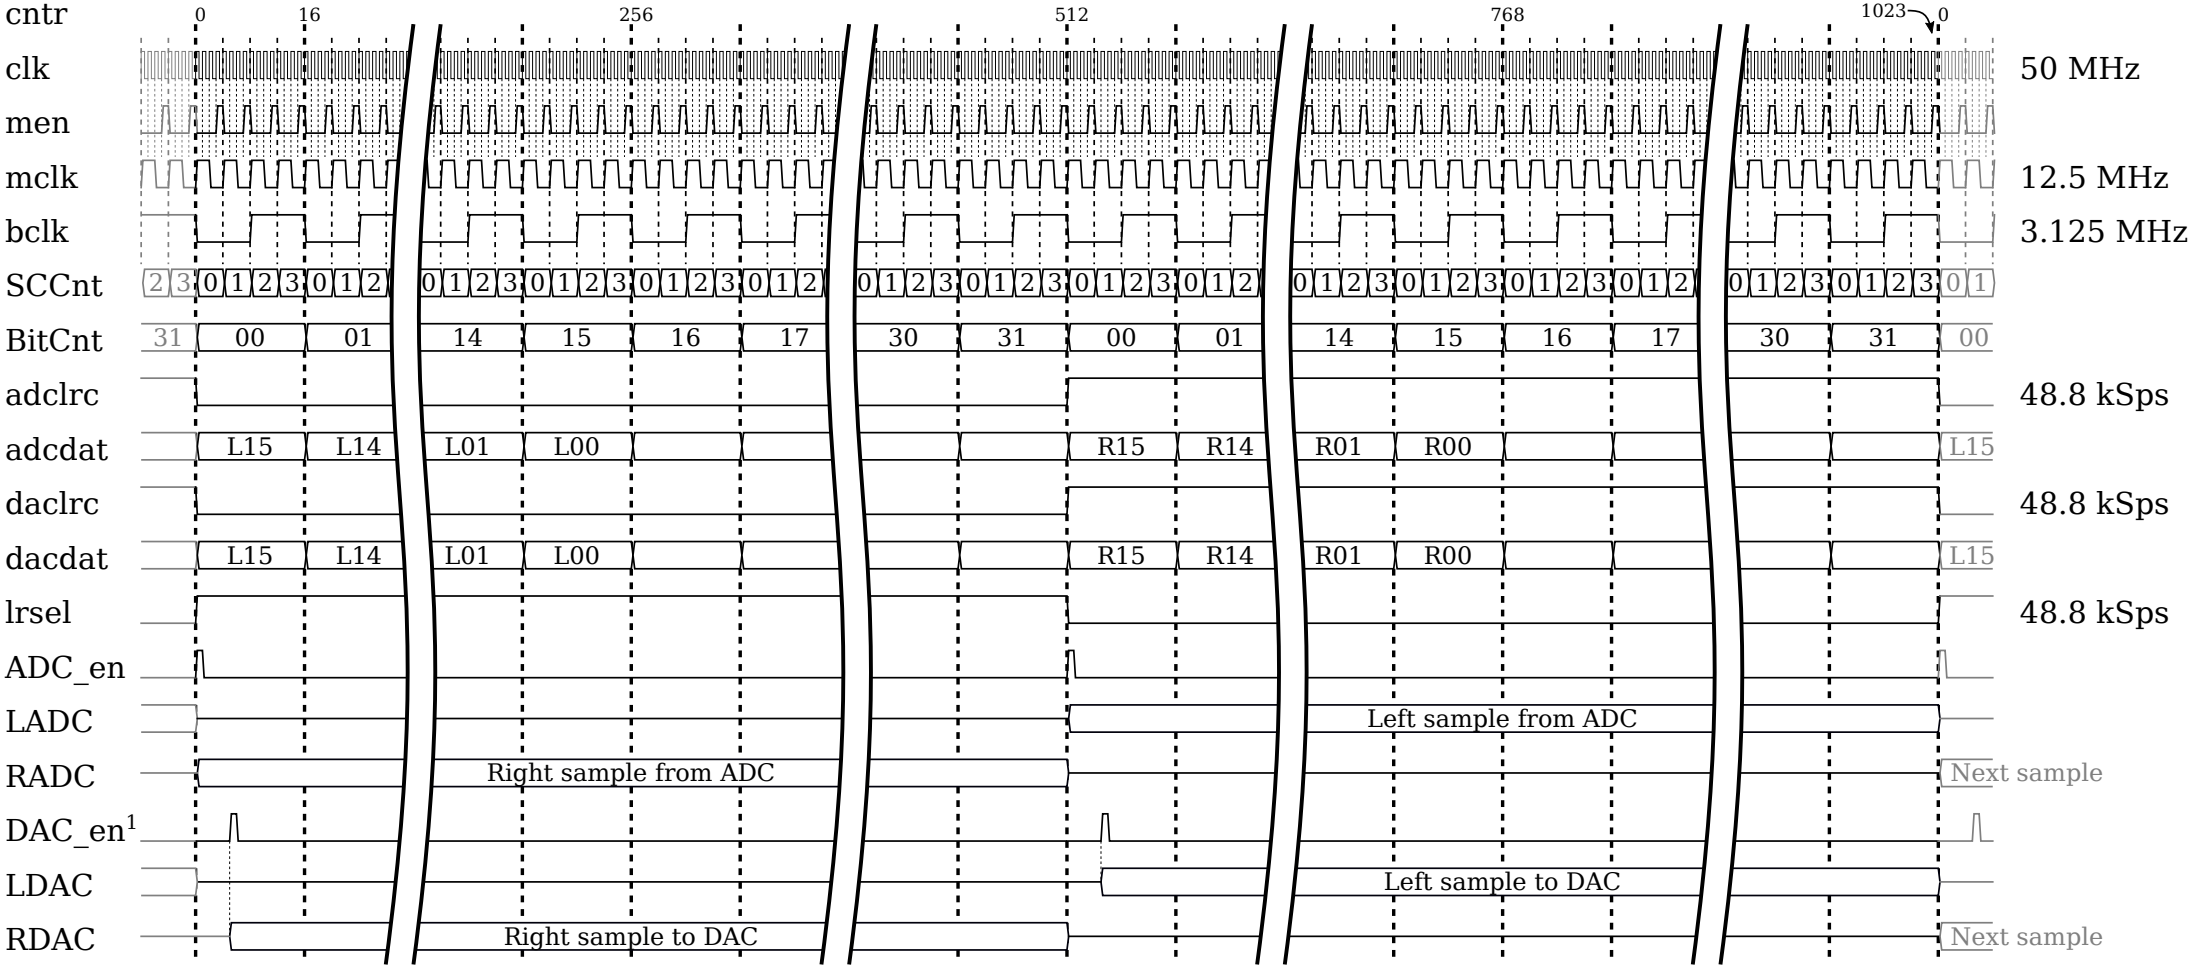 cntr 0 16 256 512 768 1023 0
clk 50 MHz
men
mclk 12.5 MHz
bclk 3.125 MHz
SCCnt 2 3 0 1 2 3 0 1 2 0 1 2 3 0 1 2 3 0 1 2 3 0 1 2 0 1 2 3 0 1 2 3 0 1 2 3 0 1 2 0 1 2 3 0 1 2 3 0 1 2 3 0 1 2 0 1 2 3 0 1 2 3 0 1
BitCnt 31 00 01 14 15 16 17 30 31 00 01 14 15 16 17 30 31 00
adclrc 48.8 kSps
adcdat L15 L14 L01 L00 R15 R14 R01 R00 L15
daclrc 48.8 kSps
dacdat L15 L14 L01 L00 R15 R14 R01 R00 L15
lrsel 48.8 kSps
ADC_en
LADC Left sample from ADC
RADC Right sample from ADC Next sample
DAC_en¹
LDAC Left sample to DAC
RDAC Right sample to DAC Next sample